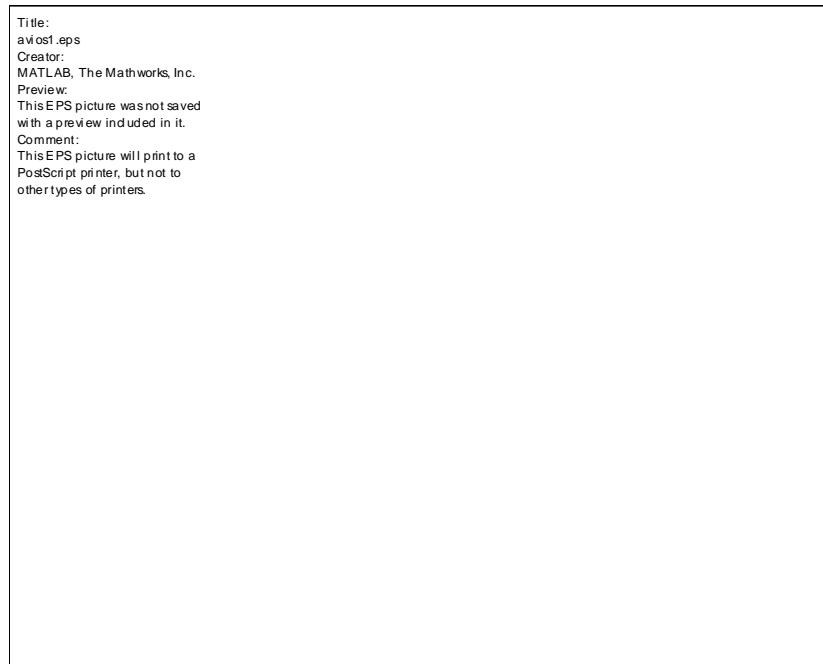 Title:
avios1.eps
Creator:
MATLAB, The Mathworks, Inc.
Preview:
This EPS picture was not saved
with a preview included in it.
Comment:
This EPS picture will print to a
PostScript printer, but not to
other types of printers.